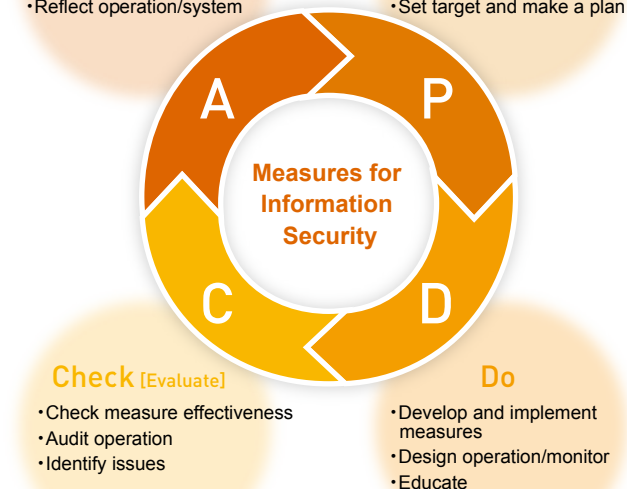 ・Reflect operation/system
・Set target and make a plan
A
P
Measures for
Information
Security
C
D
Check [Evaluate]
・Check measure effectiveness
・Audit operation
・Identify issues
Do
・Develop and implement
measures
・Design operation/monitor
・Educate